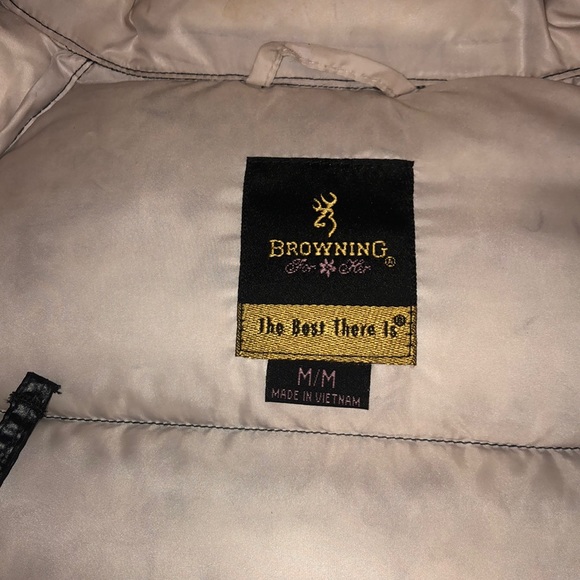 BROWNING®
For Her
The Best There Is®
M/M
MADE IN VIETNAM